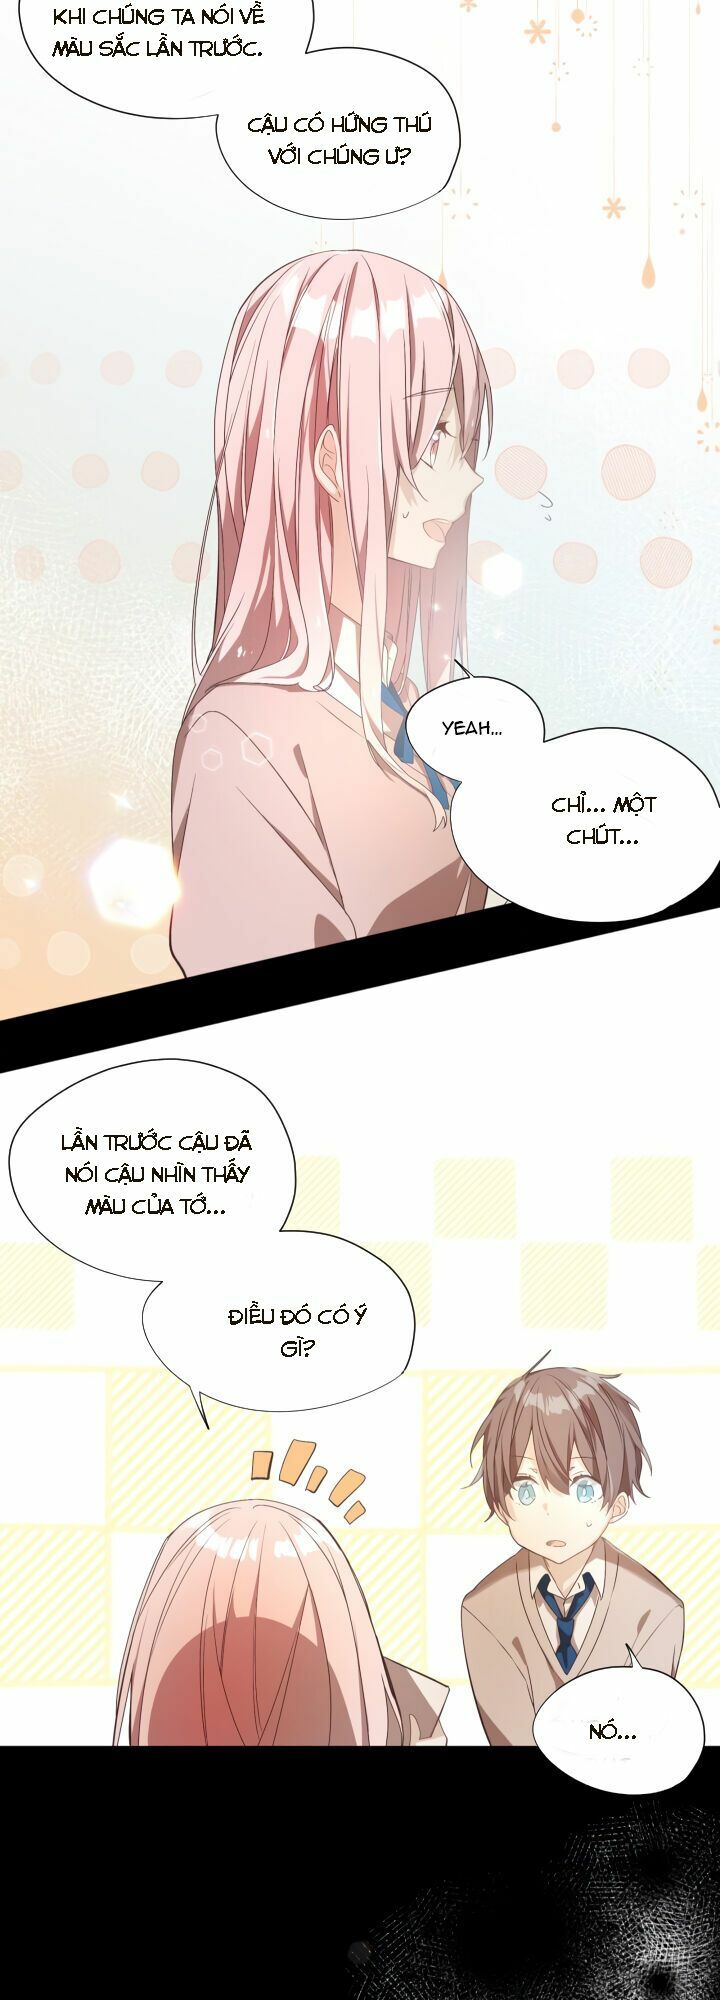 KHI CHÚNG TA NÓI VỀ
MÀU SẮC LẦN TRƯỚC.
CẬU CÓ HỨNG THÚ
VỚI CHÚNG Ư?
YEAH...
CHỈ... MỘT
CHÚT...
LẦN TRƯỚC CẬU ĐÃ
NÓI CẬU NHÌN THẤY
MÀU CỦA TỚ...
ĐIỀU ĐÓ CÓ Ý
GÌ?
NÓ...